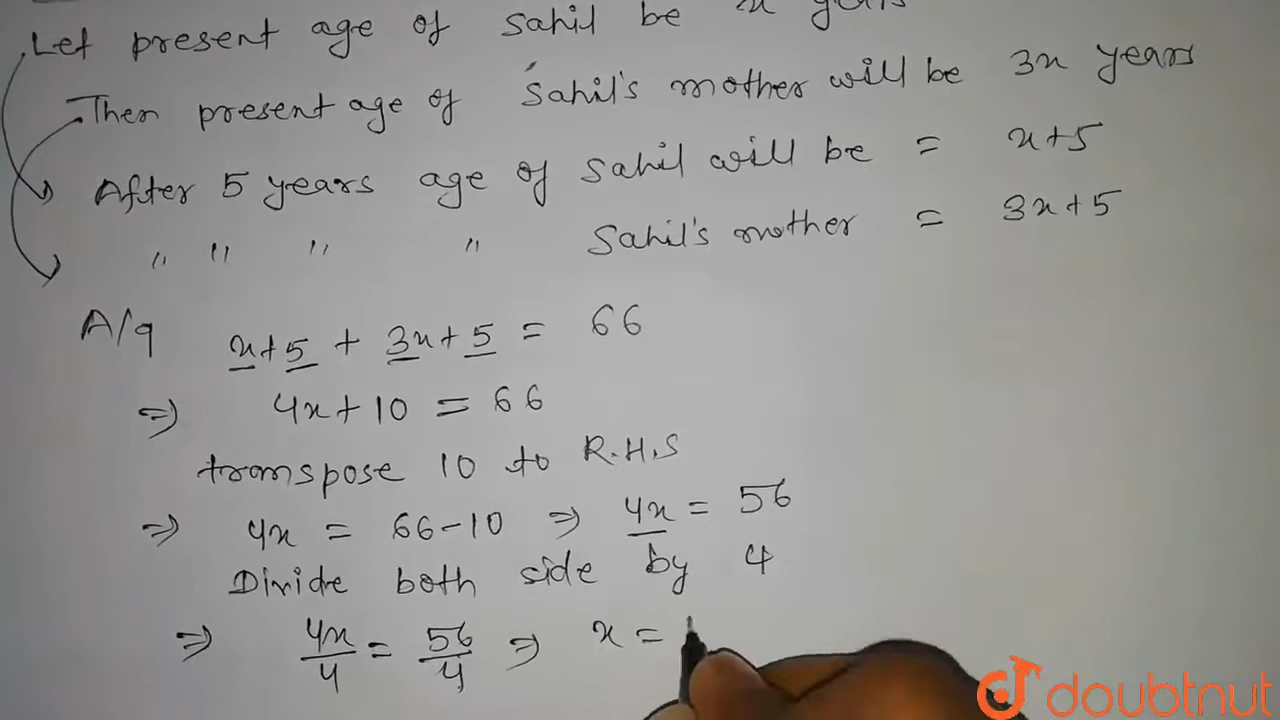 Let present age of Sahil be x years
Then present age of Sahil's mother will be 3x years
After 5 years age of Sahil will be = x+5
" " " " Sahil's mother = 3x+5
A/q x+5 + 3x+5 = 66
⇒ 4x+10 = 66
transpose 10 to R.H.S
⇒ 4x = 66-10 ⇒ 4x = 56
Divide both side by 4
⇒ 4x/4 = 56/4 ⇒ x =
doubtnut